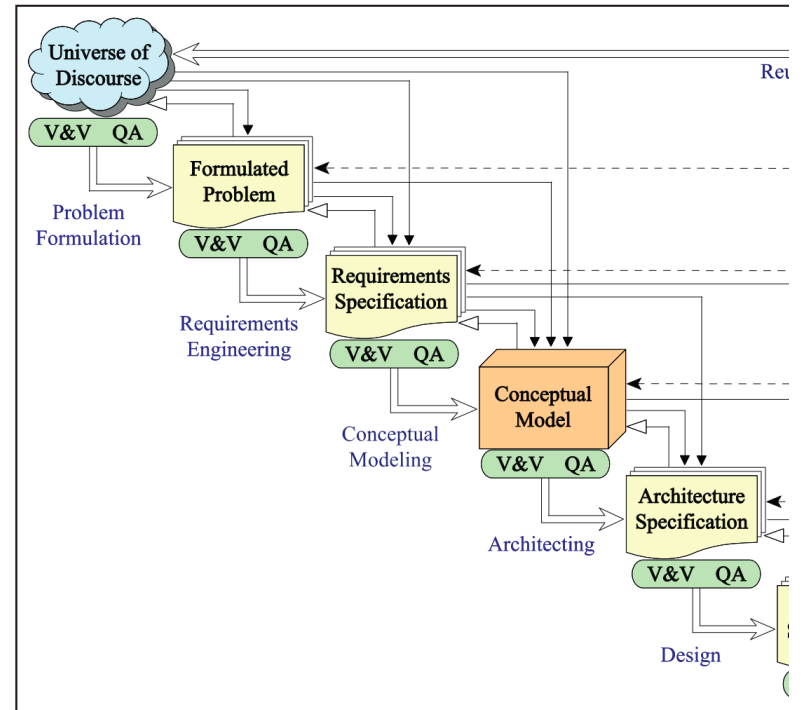 Universe of
Discourse
Reu
V&V QA
Formulated
Problem
Problem
Formulation
V&V QA
Requirements
Specification
Requirements
Engineering
V&V QA
Conceptual
Model
Conceptual
Modeling
V&V QA
Architecture
Specification
Architecting
V&V QA
Design